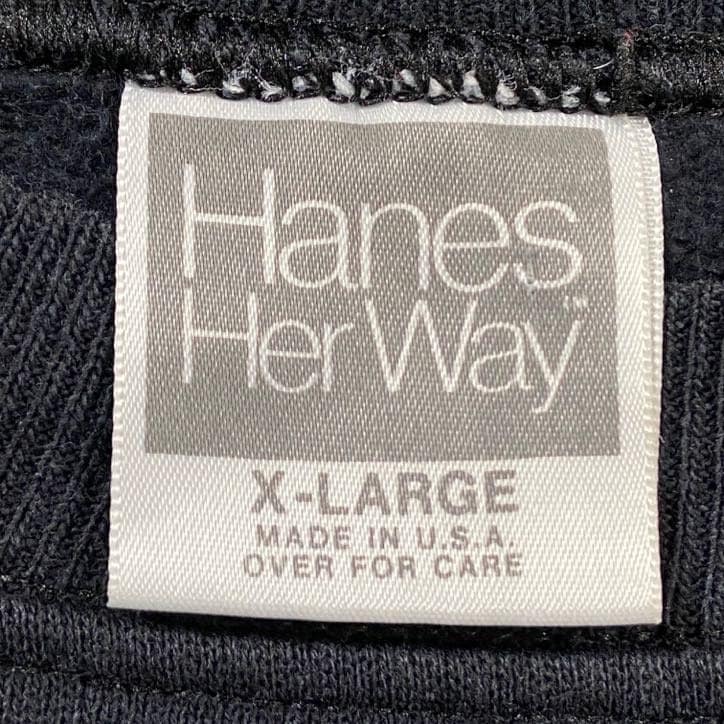 Hanes
Her Way™
X-LARGE
MADE IN U.S.A.
OVER FOR CARE